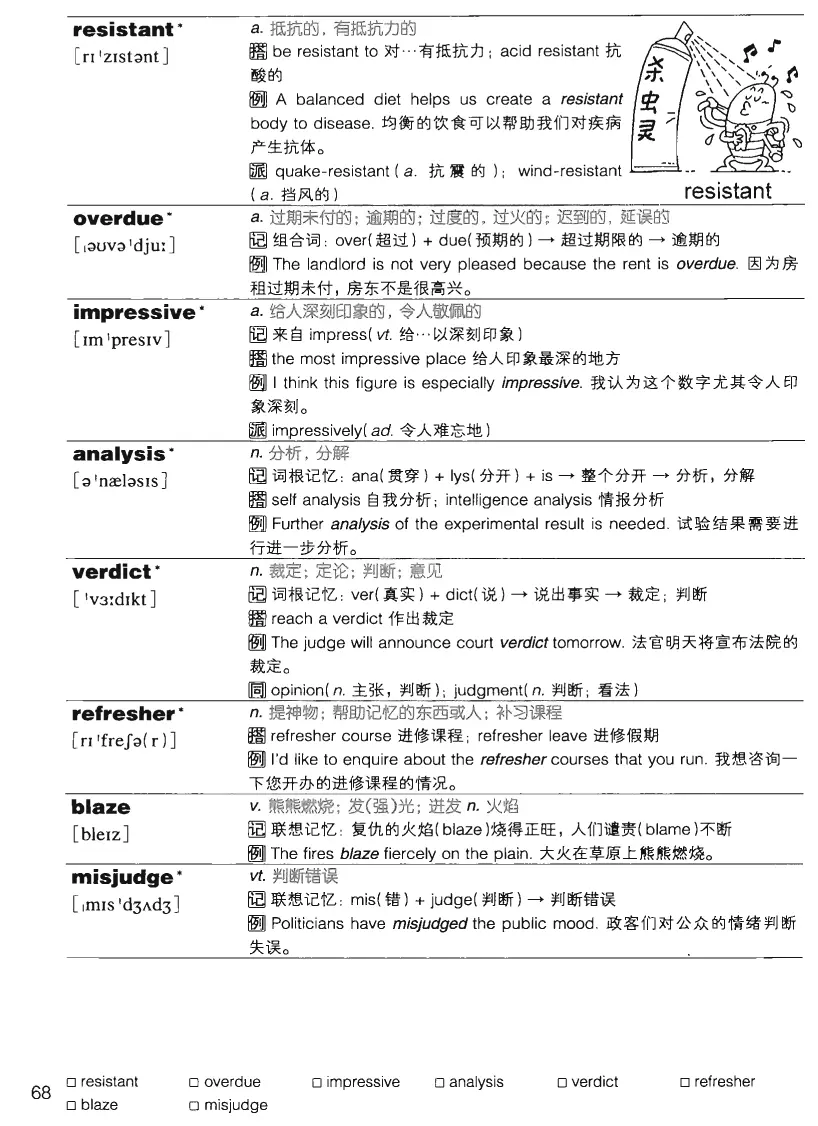 resistant*
[rɪˈzɪstənt]
a. 抵抗的，有抵抗力的
搭 be resistant to 对…有抵抗力；acid resistant 抗
酸的
例 A balanced diet helps us create a resistant
body to disease. 均衡的饮食可以帮助我们对疾病
产生抗体。
派 quake-resistant（a. 抗震的）；wind-resistant
（a. 挡风的）
杀虫灵
resistant
overdue*
[ˌəʊvəˈdjuː]
a. 过期未付的；逾期的；过度的，过火的；迟到的，延误的
记 组合词：over(超过) + due(预期的) → 超过期限的 → 逾期的
例 The landlord is not very pleased because the rent is overdue. 因为房
租过期未付，房东不是很高兴。
impressive*
[ɪmˈpresɪv]
a. 给人深刻印象的，令人敬佩的
记 来自 impress(vt. 给…以深刻印象)
搭 the most impressive place 给人印象最深的地方
例 I think this figure is especially impressive. 我认为这个数字尤其令人印
象深刻。
派 impressively(ad. 令人难忘地)
analysis*
[əˈnæləsɪs]
n. 分析，分解
记 词根记忆：ana(贯穿) + lys(分开) + is → 整个分开 → 分析，分解
搭 self analysis 自我分析；intelligence analysis 情报分析
例 Further analysis of the experimental result is needed. 试验结果需要进
行进一步分析。
verdict*
[ˈvɜːdɪkt]
n. 裁定；定论；判断；意见
记 词根记忆：ver(真实) + dict(说) → 说出事实 → 裁定；判断
搭 reach a verdict 作出裁定
例 The judge will announce court verdict tomorrow. 法官明天将宣布法院的
裁定。
同 opinion(n. 主张，判断)；judgment(n. 判断；看法)
refresher*
[rɪˈfreʃə(r)]
n. 提神物；帮助记忆的东西或人；补习课程
搭 refresher course 进修课程；refresher leave 进修假期
例 I'd like to enquire about the refresher courses that you run. 我想咨询一
下您开办的进修课程的情况。
blaze
[bleɪz]
v. 熊熊燃烧；发(强)光；迸发 n. 火焰
记 联想记忆：复仇的火焰(blaze)烧得正旺，人们谴责(blame)不断
例 The fires blaze fiercely on the plain. 大火在草原上熊熊燃烧。
misjudge*
[ˌmɪsˈdʒʌdʒ]
vt. 判断错误
记 联想记忆：mis(错) + judge(判断) → 判断错误
例 Politicians have misjudged the public mood. 政客们对公众的情绪判断
失误。
68
□ resistant □ overdue □ impressive □ analysis □ verdict □ refresher
□ blaze □ misjudge